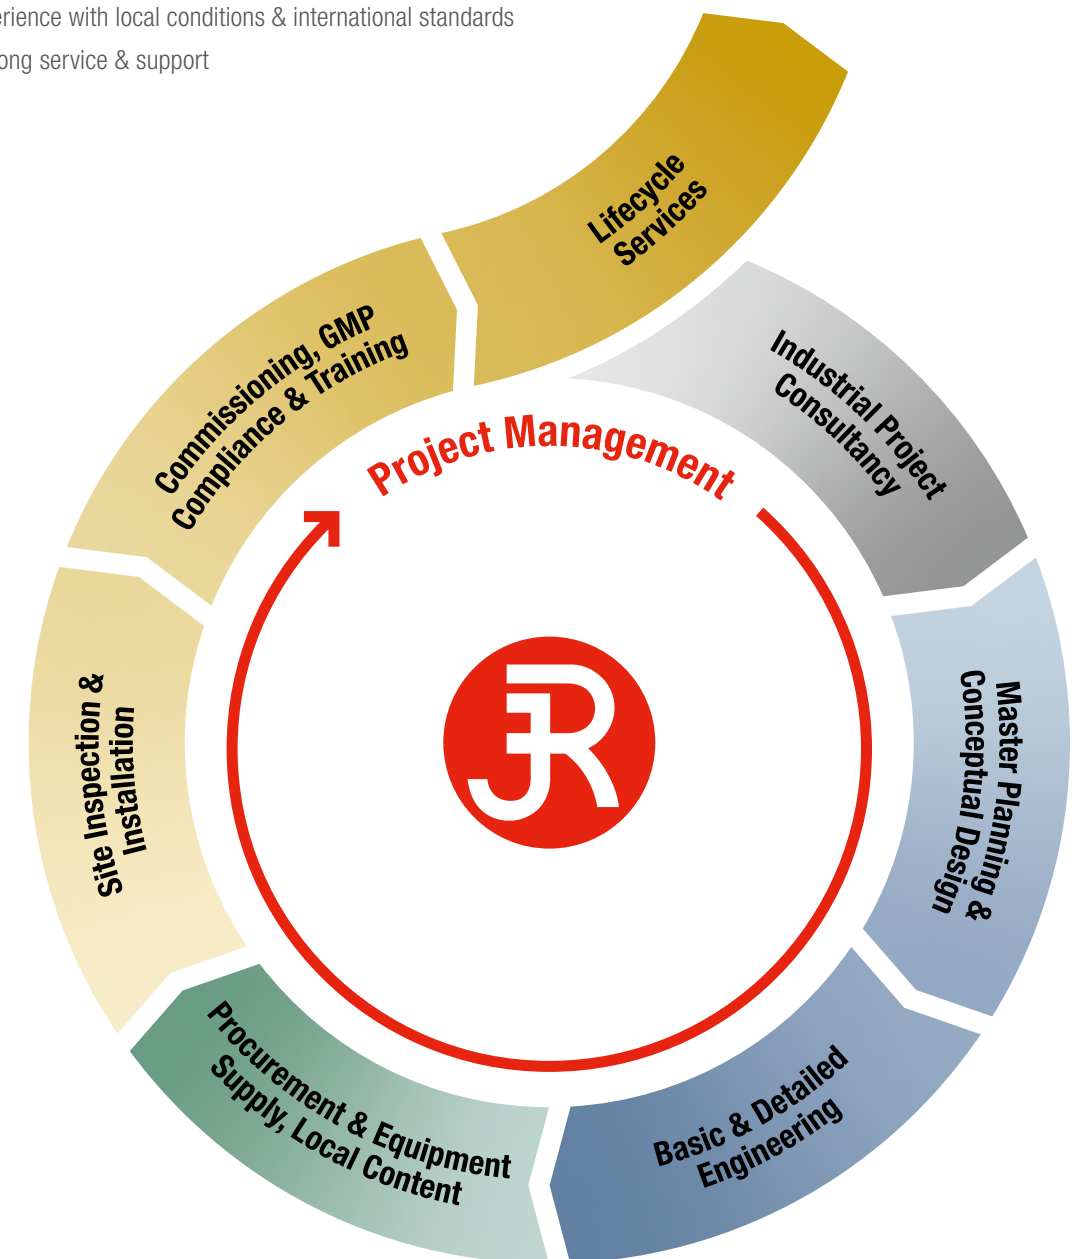 erience with local conditions & international standards
ong service & support
Lifecycle
Services
Industrial Project
Consultancy
Master Planning &
Conceptual Design
Basic & Detailed
Engineering
Procurement & Equipment
Supply, Local Content
Site Inspection &
Installation
Commissioning, GMP
Compliance & Training
Project Management
JR